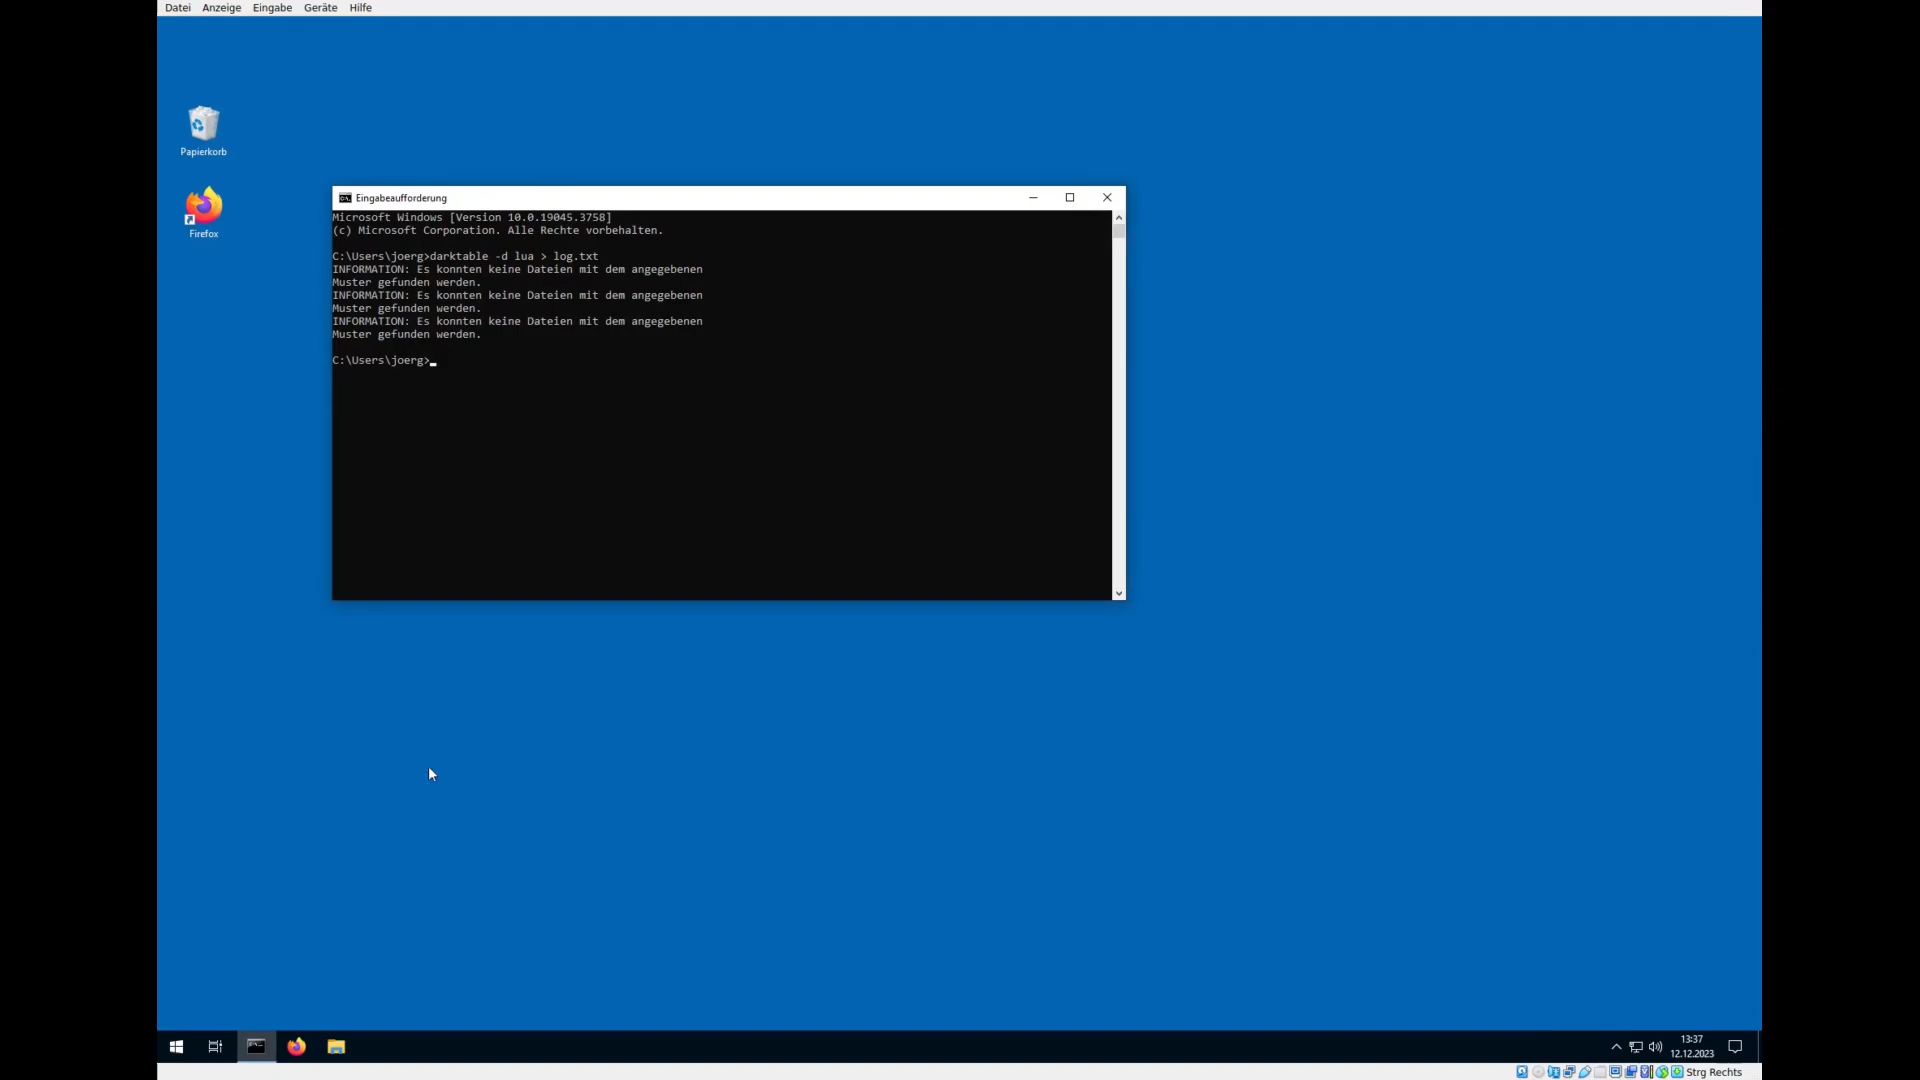 Datei Anzeige Eingabe Geräte Hilfe
Papierkorb
Firefox
Eingabeaufforderung
Microsoft Windows [Version 10.0.19045.3758]
(c) Microsoft Corporation. Alle Rechte vorbehalten.
C:\Users\joerg>darktable -d lua > log.txt
INFORMATION: Es konnten keine Dateien mit dem angegebenen
Muster gefunden werden.
INFORMATION: Es konnten keine Dateien mit dem angegebenen
Muster gefunden werden.
INFORMATION: Es konnten keine Dateien mit dem angegebenen
Muster gefunden werden.
C:\Users\joerg>
13:37
12.12.2023
Strg Rechts